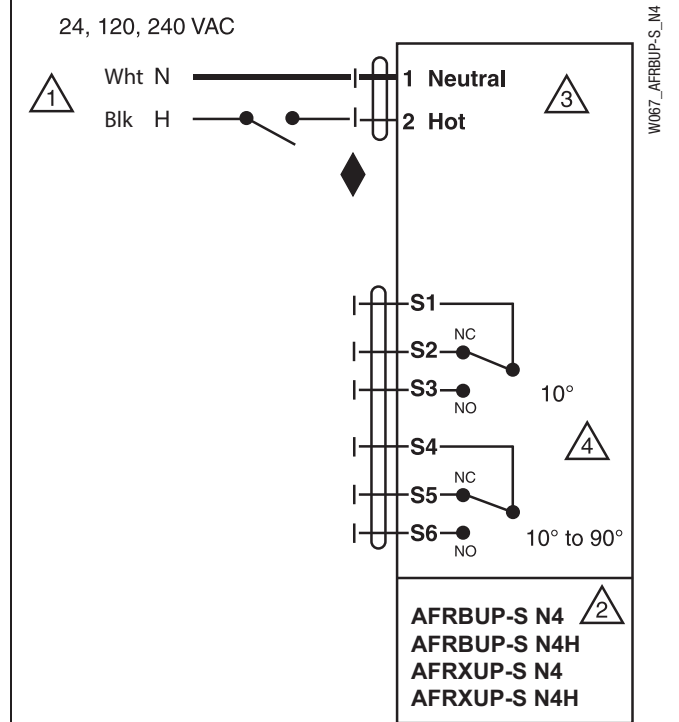 24, 120, 240 VAC
W067_AFRBUP-S_N4
1
Wht N
1 Neutral
3
Blk H
2 Hot
S1
NC
S2
S3
NO
10°
S4
4
NC
S5
S6
NO
10° to 90°
AFRBUP-S N4
2
AFRBUP-S N4H
AFRXUP-S N4
AFRXUP-S N4H